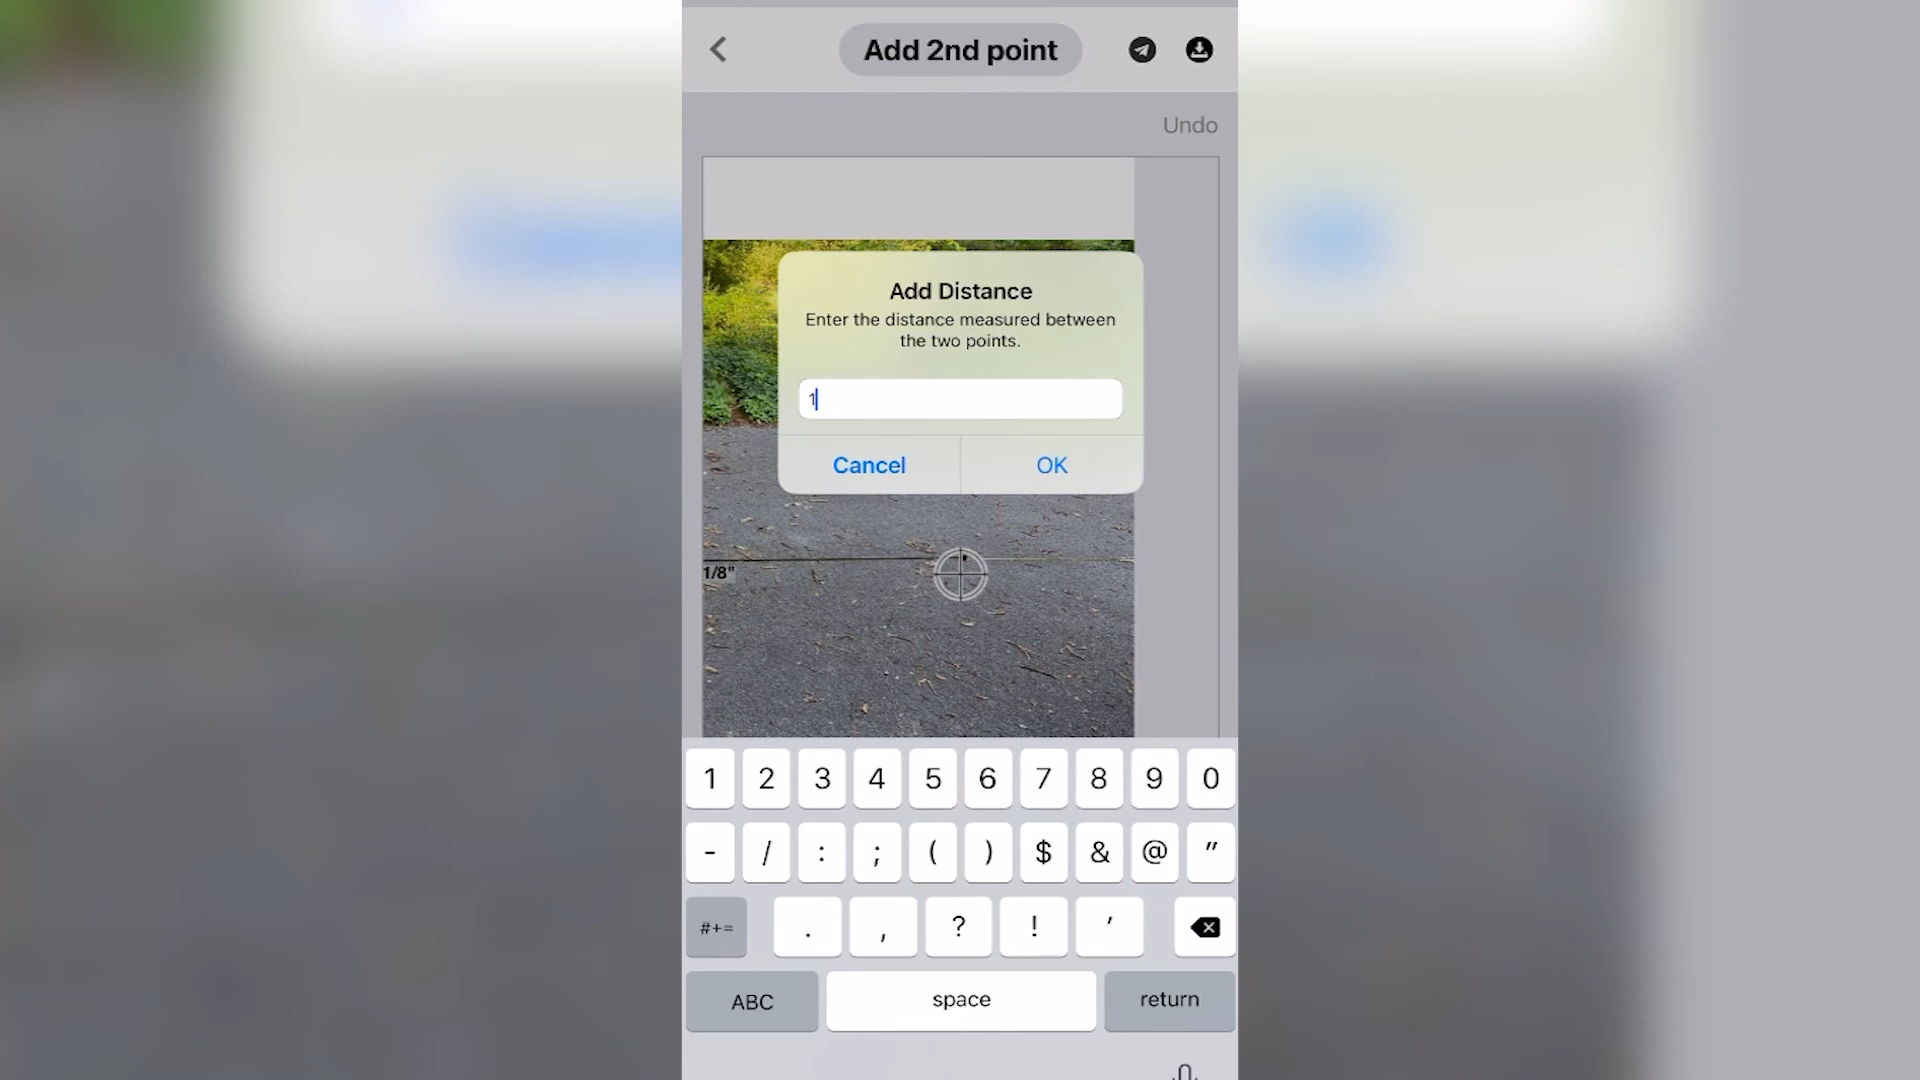 Add 2nd point
Undo
Add Distance
Enter the distance measured between
the two points.
1
Cancel
OK
1/8"
1 2 3 4 5 6 7 8 9 0
- / : ; ( ) $ & @ "
#+= . , ? ! '
ABC space return